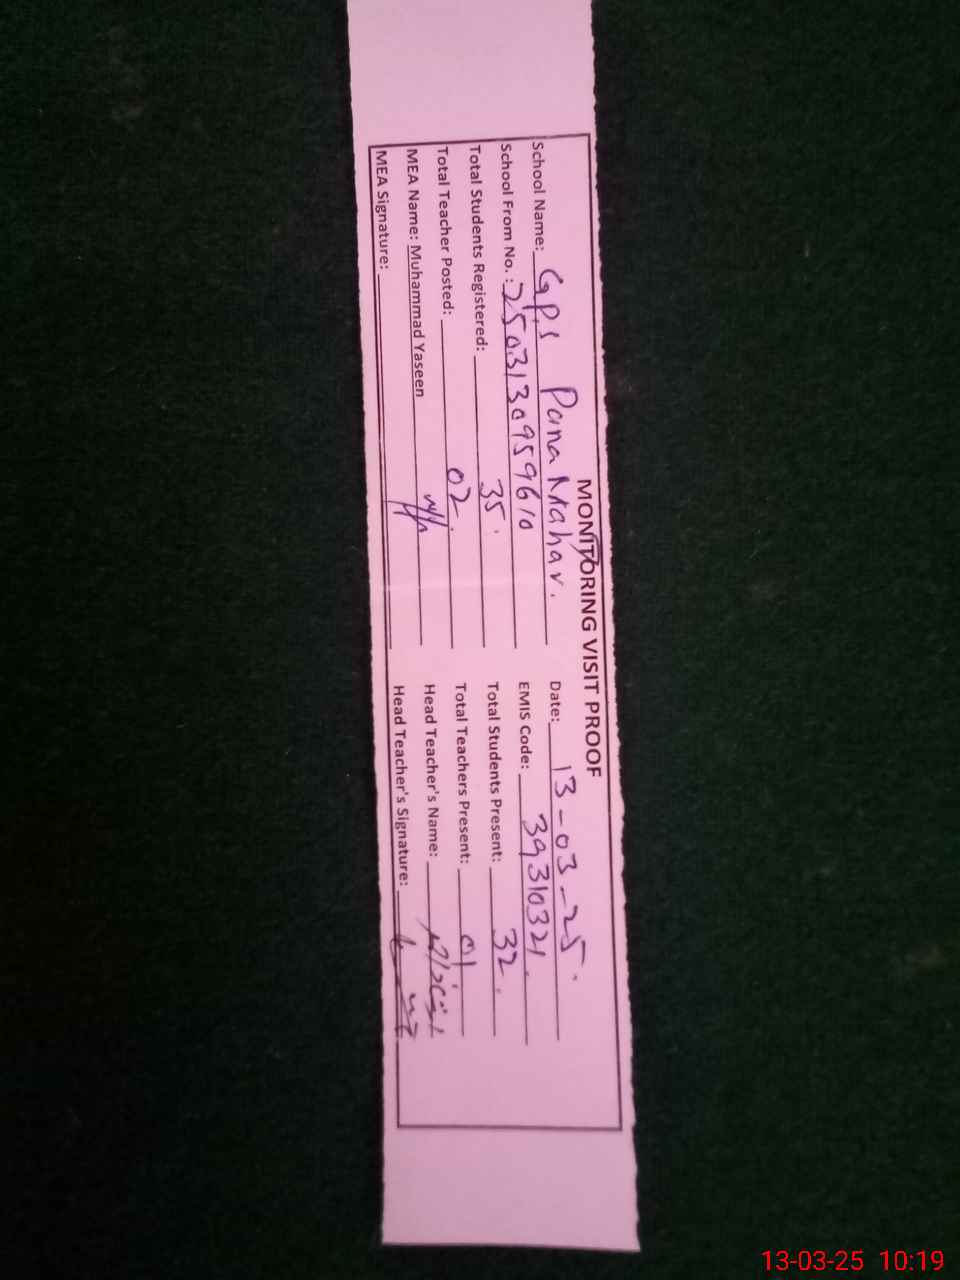 MONITORING VISIT PROOF
School Name: GPS Pana Mahar. Date: 13-03-25.
School From No.: 2503130959610 EMIS Code: 39310321.
Total Students Registered: 35. Total Students Present: 32.
Total Teacher Posted: 02. Total Teachers Present: 01
MEA Name: Muhammad Yaseen Head Teacher's Name:
MEA Signature: Head Teacher's Signature:
13-03-25 10:19